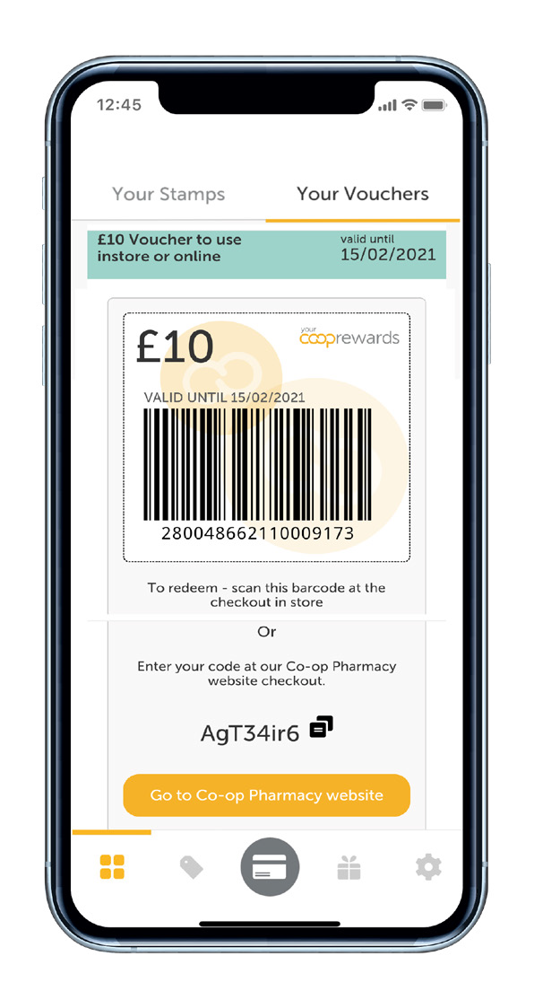 12:45
Your Stamps
Your Vouchers
£10 Voucher to use
instore or online
valid until
15/02/2021
£10
your
cooprewards
VALID UNTIL 15/02/2021
280048662110009173
To redeem - scan this barcode at the
checkout in store
Or
Enter your code at our Co-op Pharmacy
website checkout.
AgT34ir6
Go to Co-op Pharmacy website